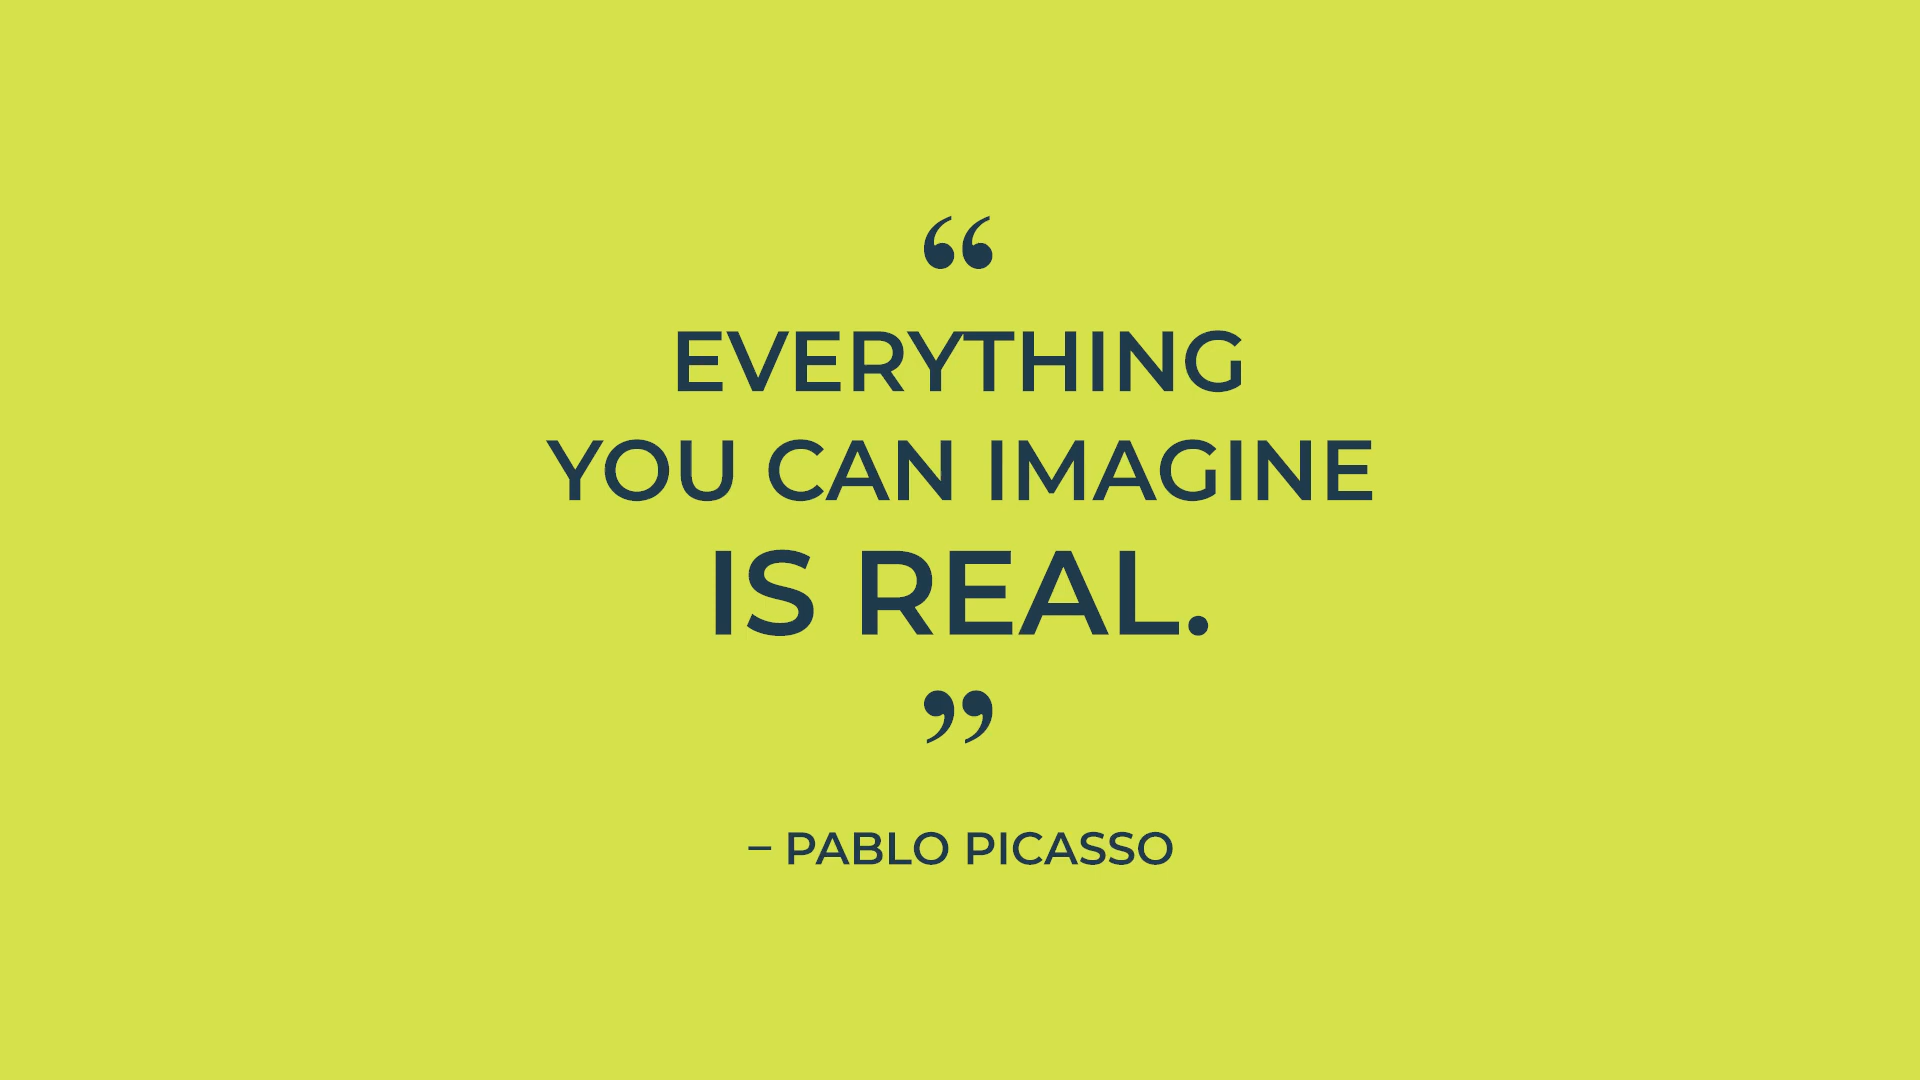 “
EVERYTHING
YOU CAN IMAGINE
IS REAL.
”
– PABLO PICASSO